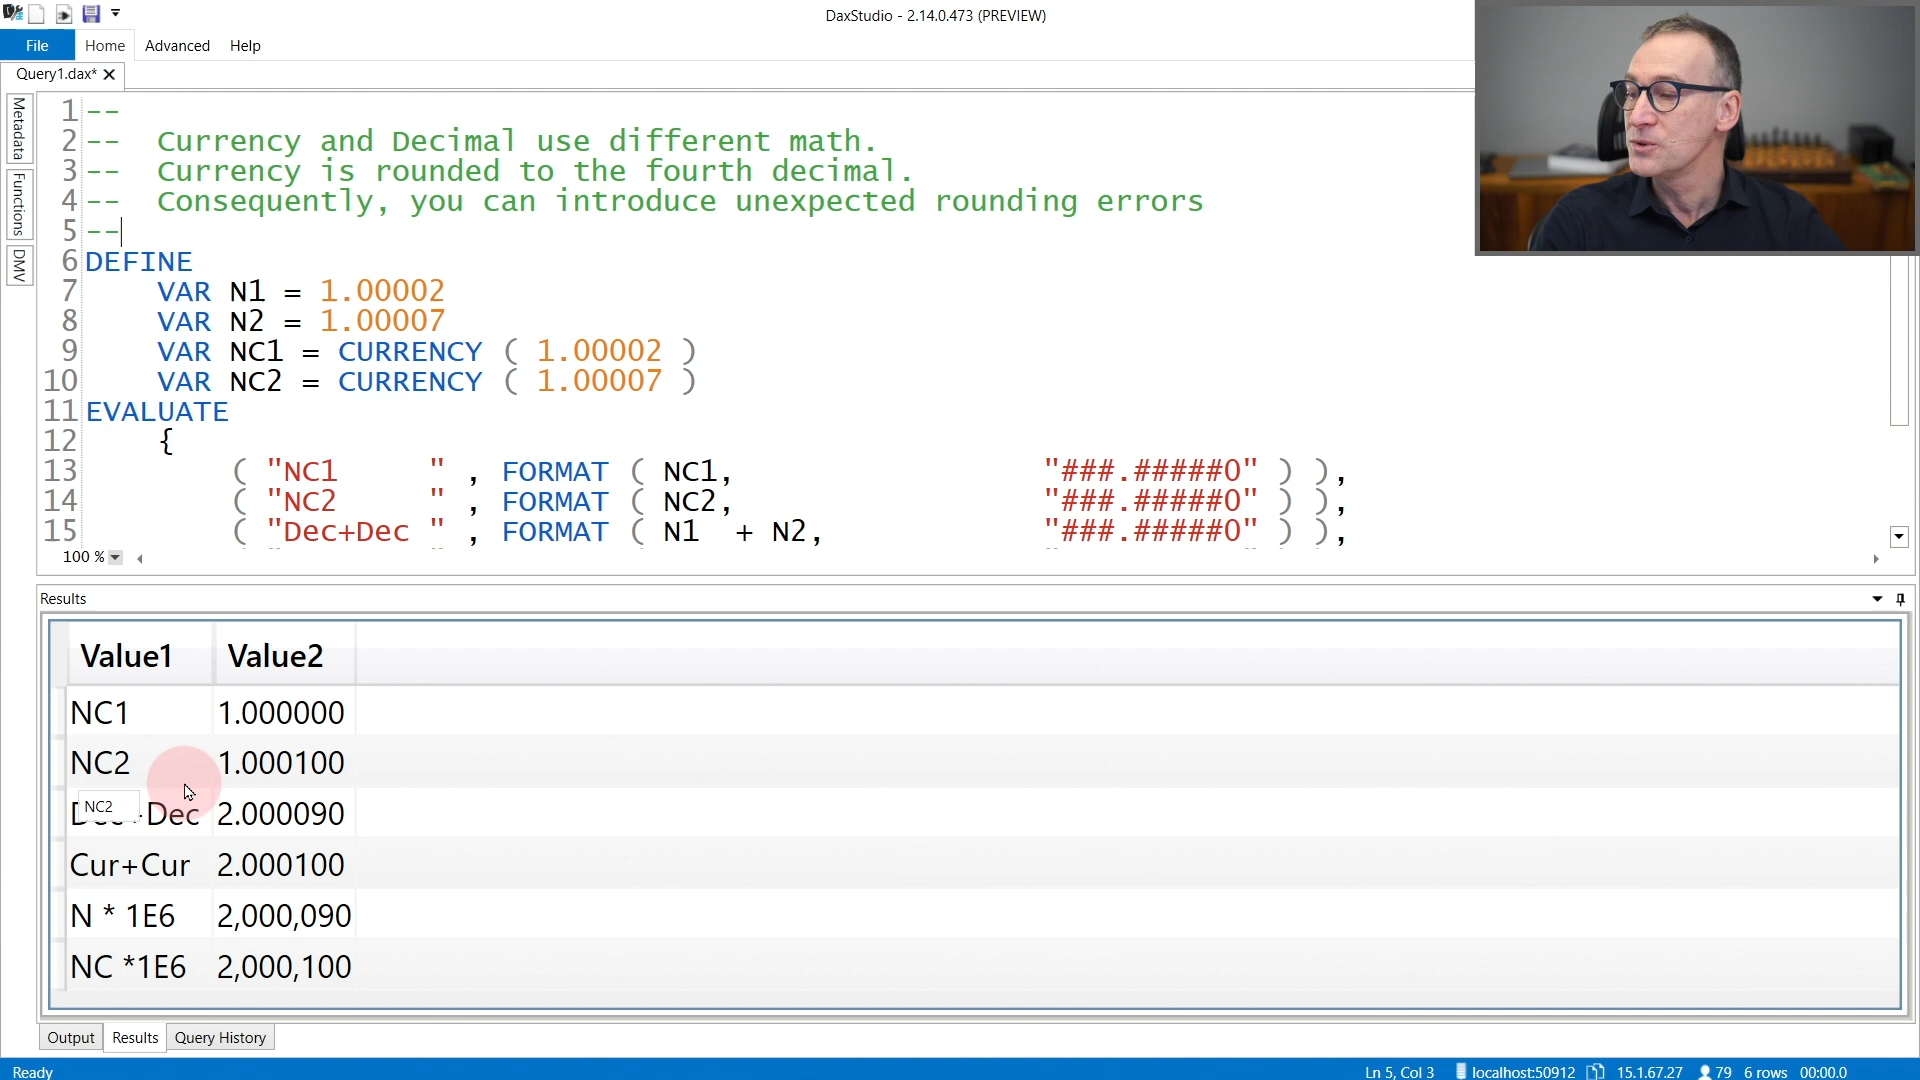 DaxStudio - 2.14.0.473 (PREVIEW)
File Home Advanced Help
Query1.dax*
Metadata
Functions
DMV
1 --
2 -- Currency and Decimal use different math.
3 -- Currency is rounded to the fourth decimal.
4 -- Consequently, you can introduce unexpected rounding errors
5 --
6 DEFINE
7 VAR N1 = 1.00002
8 VAR N2 = 1.00007
9 VAR NC1 = CURRENCY ( 1.00002 )
10 VAR NC2 = CURRENCY ( 1.00007 )
11 EVALUATE
12 {
13 ( "NC1 " , FORMAT ( NC1, "###.#####0" ) ),
14 ( "NC2 " , FORMAT ( NC2, "###.#####0" ) ),
15 ( "Dec+Dec " , FORMAT ( N1 + N2, "###.#####0" ) ),
100 %
Results
Value1 Value2
NC1 1.000000
NC2 1.000100
NC2
Dec 2.000090
Cur+Cur 2.000100
N * 1E6 2,000,090
NC *1E6 2,000,100
Output Results Query History
Ready Ln 5, Col 3 localhost:50912 15.1.67.27 79 6 rows 00:00.0